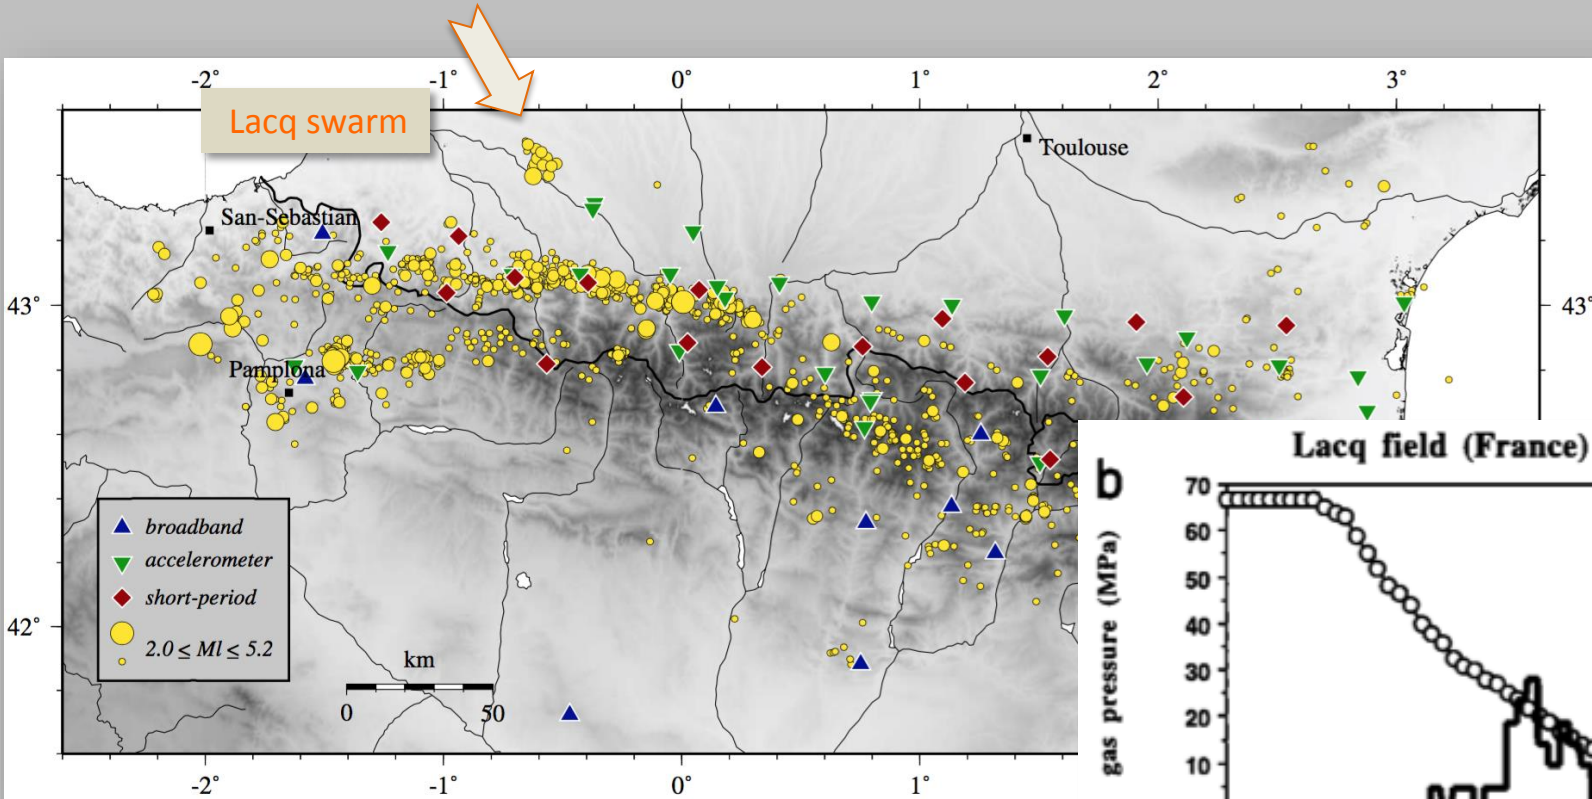 -2° -1° 0° 1° 2° 3°
Lacq swarm
Toulouse
San-Sebastian
43° 43°
Pamplona
Lacq field (France)
b
broadband
accelerometer
short-period
2.0 ≤ Ml ≤ 5.2
42°
km
0 50
gas pressure (MPa)
70
60
50
40
30
20
10
-2° -1° 0° 1°